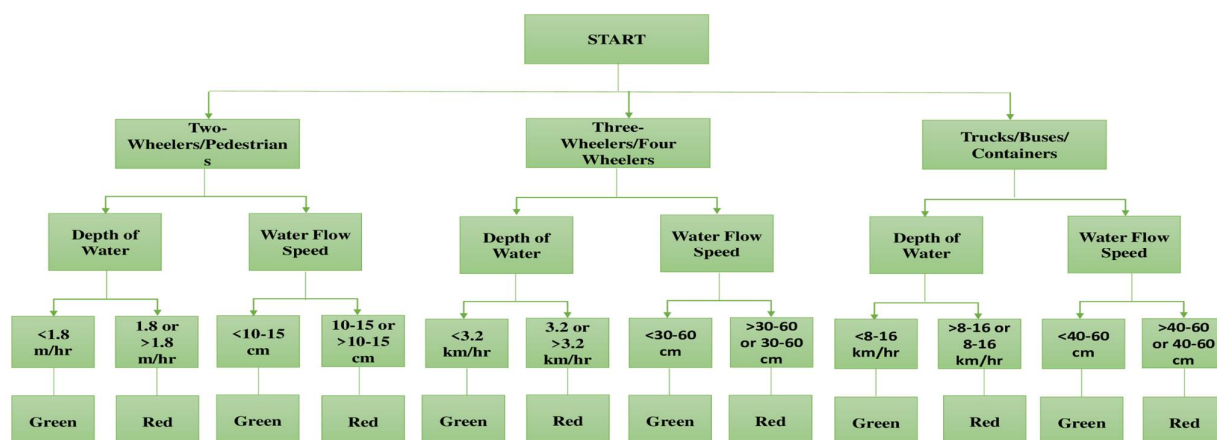 START
Two-
Wheelers/Pedestrian
s
Three-
Wheelers/Four
Wheelers
Trucks/Buses/
Containers
Depth of
Water
Water Flow
Speed
Depth of
Water
Water Flow
Speed
Depth of
Water
Water Flow
Speed
<1.8
m/hr
1.8 or
>1.8
m/hr
<10-15
cm
10-15 or
>10-15
cm
<3.2
km/hr
3.2 or
>3.2
km/hr
<30-60
cm
>30-60
or 30-60
cm
<8-16
km/hr
>8-16 or
8-16
km/hr
<40-60
cm
>40-60
or 40-60
cm
Green
Red
Green
Red
Green
Red
Green
Red
Green
Red
Green
Red